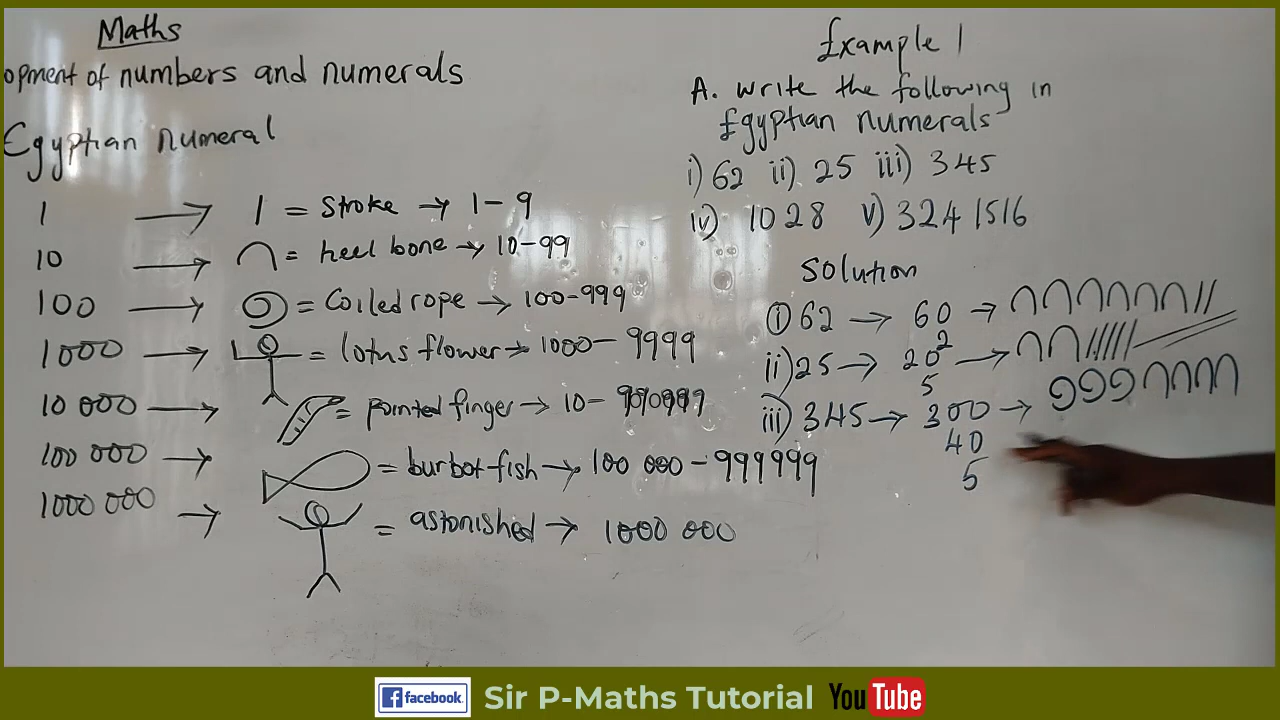 Maths
opment of numbers and numerals
Egyptian numeral
1 → | = Stroke → 1-9
10 → ∩ = heel bone → 10-99
100 → = Coiled rope → 100-999
1000 → = lotus flower → 1000-9999
10 000 → = pointed finger → 10-
100 000 → = burbot fish → 100 000-999999
1000 000 → = astonished → 1000 000
Example 1
A. write the following in
Egyptian numerals
i) 62 ii) 25 iii) 345
iv) 1028 v) 3241516
Solution
i) 62 → 60 → ∩∩∩∩∩∩||
2
ii) 25 → 20 → ∩∩|||||
5
iii) 345 → 300 → ∩∩∩∩
40
5
facebook.
Sir P-Maths Tutorial
YouTube